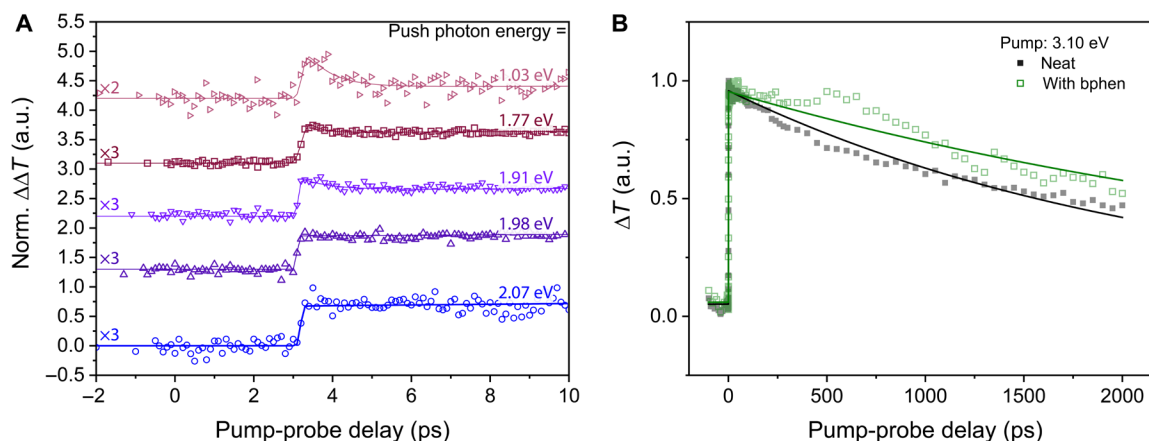 A
Push photon energy =
5.0
4.5
4.0
3.5
3.0
2.5
2.0
1.5
1.0
0.5
0.0
−0.5
Norm. ΔΔT (a.u.)
×2
1.03 eV
×3
1.77 eV
×3
1.91 eV
×3
1.98 eV
×3
2.07 eV
−2
0
2
4
6
8
10
Pump-probe delay (ps)
B
Pump: 3.10 eV
Neat
With bphen
1.0
0.5
0.0
ΔT (a.u.)
0
500
1000
1500
2000
Pump-probe delay (ps)